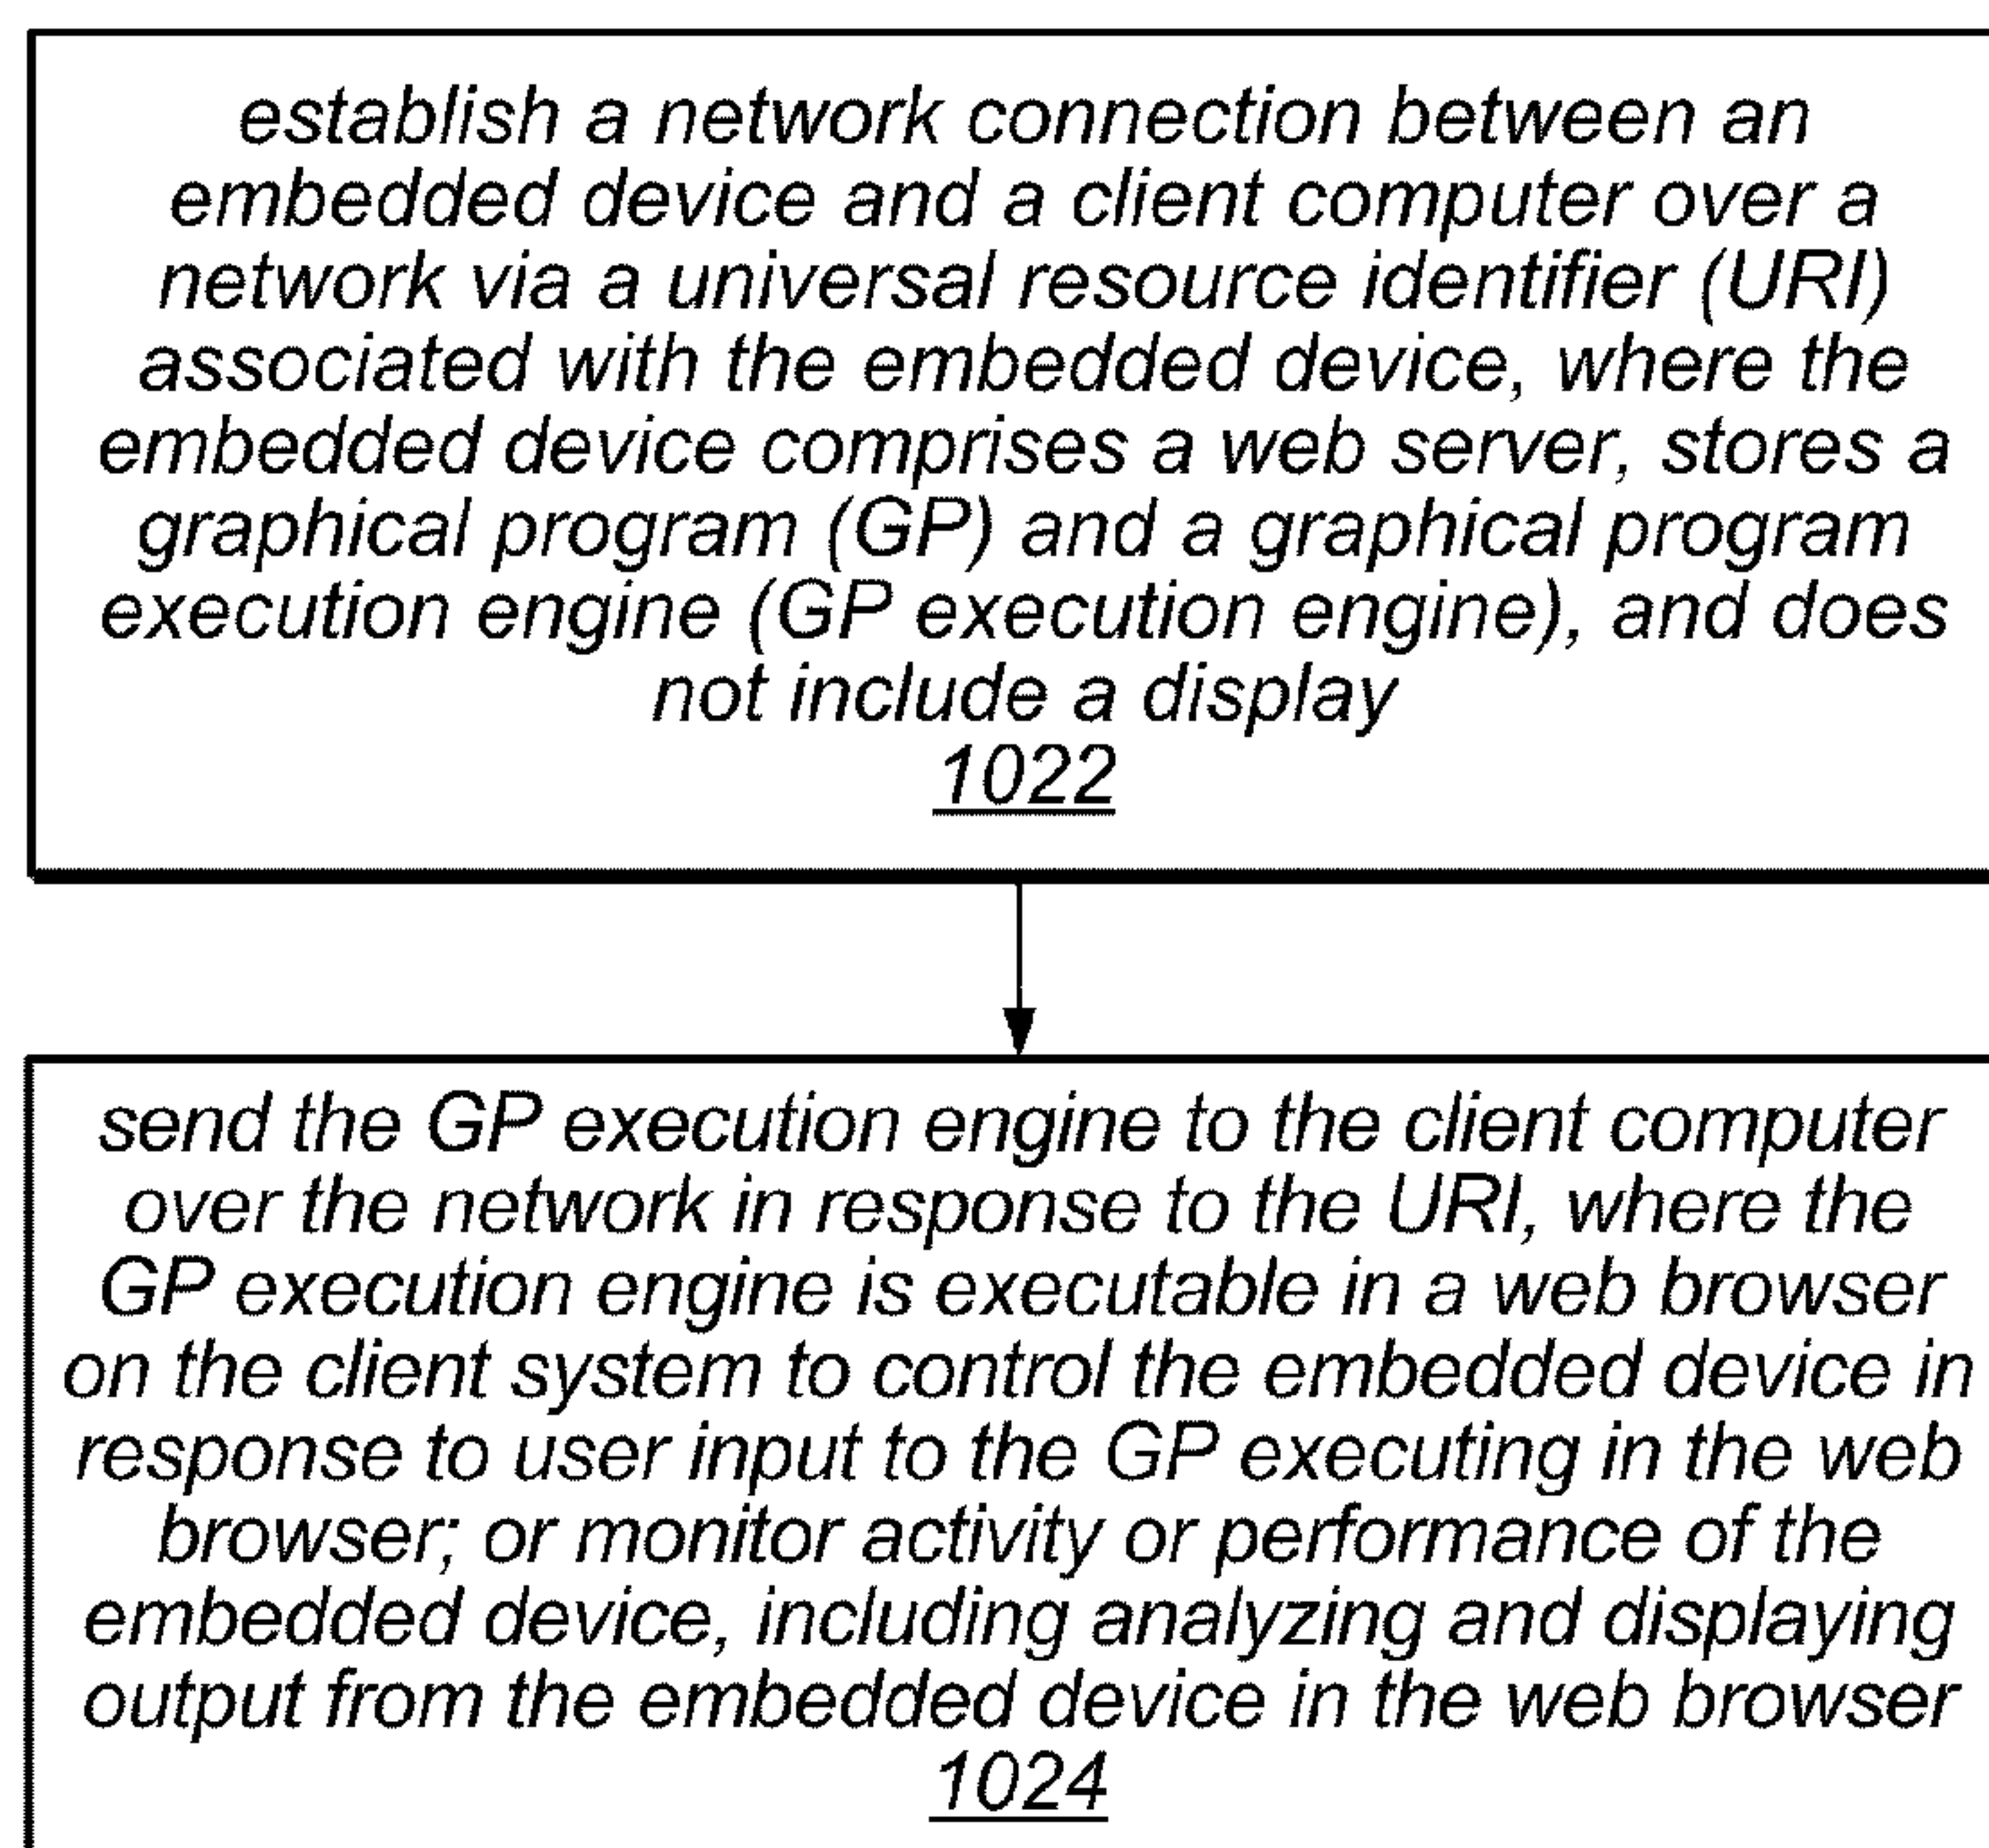 establish a network connection between an
embedded device and a client computer over a
network via a universal resource identifier (URI)
associated with the embedded device, where the
embedded device comprises a web server, stores a
graphical program (GP) and a graphical program
execution engine (GP execution engine), and does
not include a display
1022
send the GP execution engine to the client computer
over the network in response to the URI, where the
GP execution engine is executable in a web browser
on the client system to control the embedded device in
response to user input to the GP executing in the web
browser; or monitor activity or performance of the
embedded device, including analyzing and displaying
output from the embedded device in the web browser
1024